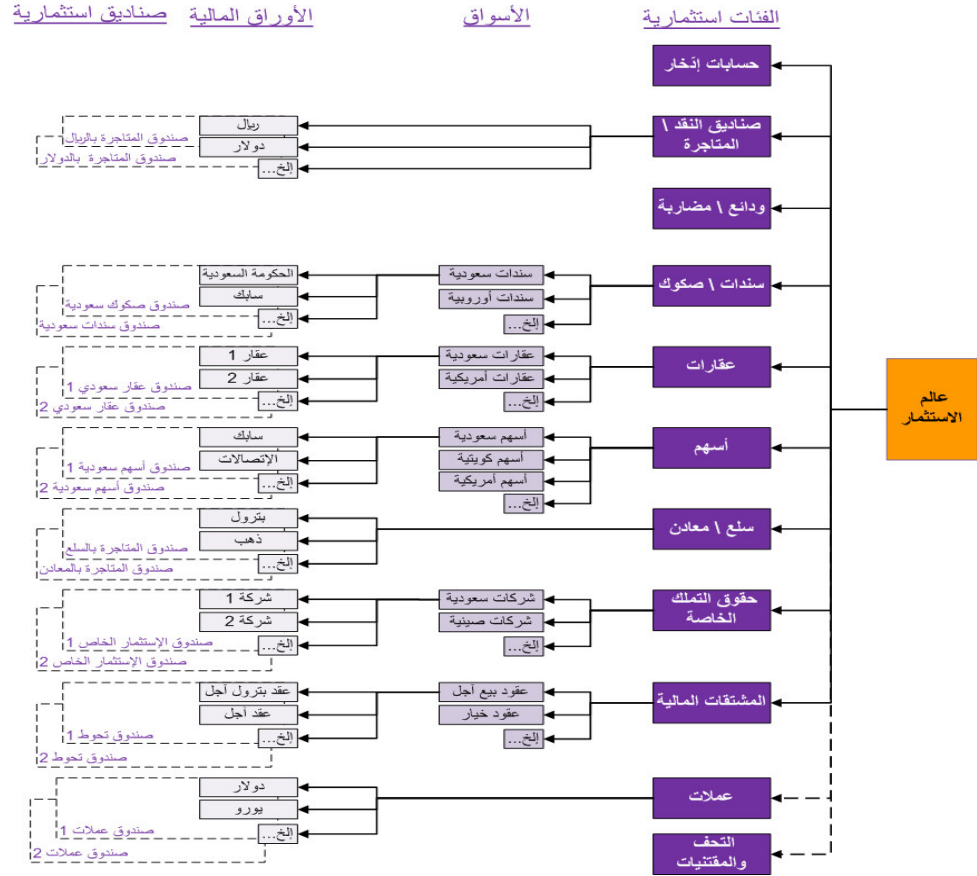 الفئات استثمارية
الأسواق
الأوراق المالية
صناديق استثمارية
عالم
الاستثمار
حسابات إدّخار
صناديق النقد \
المتاجرة
ريال
دولار
إلخ...
صندوق المتاجرة بالريال
صندوق المتاجرة بالدولار
ودائع \ مضاربة
سندات \ صكوك
سندات سعودية
سندات أوروبية
إلخ...
الحكومة السعودية
سابك
إلخ...
صندوق صكوك سعودية
صندوق سندات سعودية
عقارات
عقارات سعودية
عقارات أمريكية
إلخ...
عقار 1
عقار 2
إلخ...
صندوق عقار سعودي 1
صندوق عقار سعودي 2
أسهم
أسهم سعودية
أسهم كويتية
أسهم أمريكية
إلخ...
سابك
الإتصالات
إلخ...
صندوق أسهم سعودية 1
صندوق أسهم سعودية 2
سلع \ معادن
بترول
ذهب
إلخ...
صندوق المتاجرة بالسلع
صندوق المتاجرة بالمعادن
حقوق التملك
الخاصة
شركات سعودية
شركات صينية
إلخ...
شركة 1
شركة 2
إلخ...
صندوق الإستثمار الخاص 1
صندوق الإستثمار الخاص 2
المشتقات المالية
عقود بيع آجل
عقود خيار
إلخ...
عقد بترول آجل
عقد آجل
إلخ...
صندوق تحوط 1
صندوق تحوط 2
عملات
دولار
يورو
إلخ...
صندوق عملات 1
صندوق عملات 2
التحف
والمقتنيات